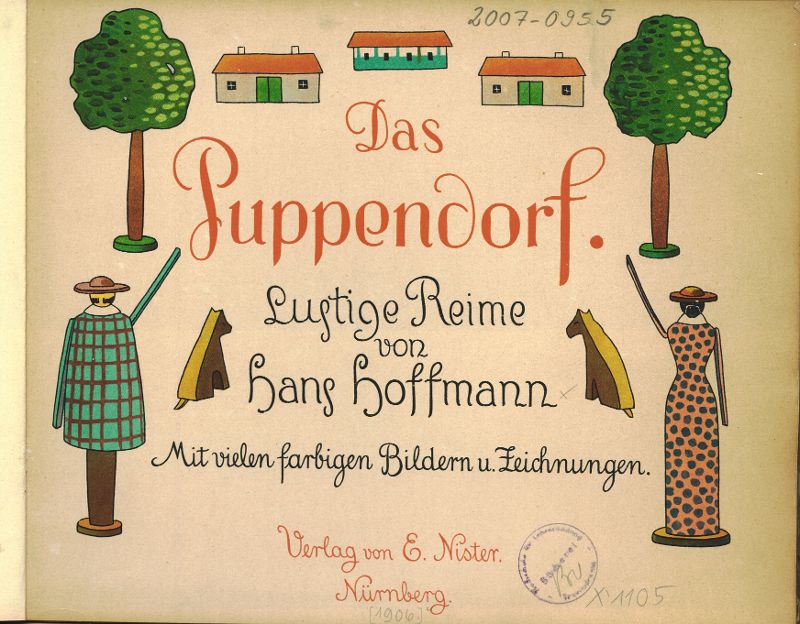 2007-0955
Das
Puppendorf.
Lustige Reime
von
Hans Hoffmann
Mit vielen farbigen Bildern u. Zeichnungen.
Verlag von E. Nister.
Nürnberg.
[1906]
Bücherei
X 1105